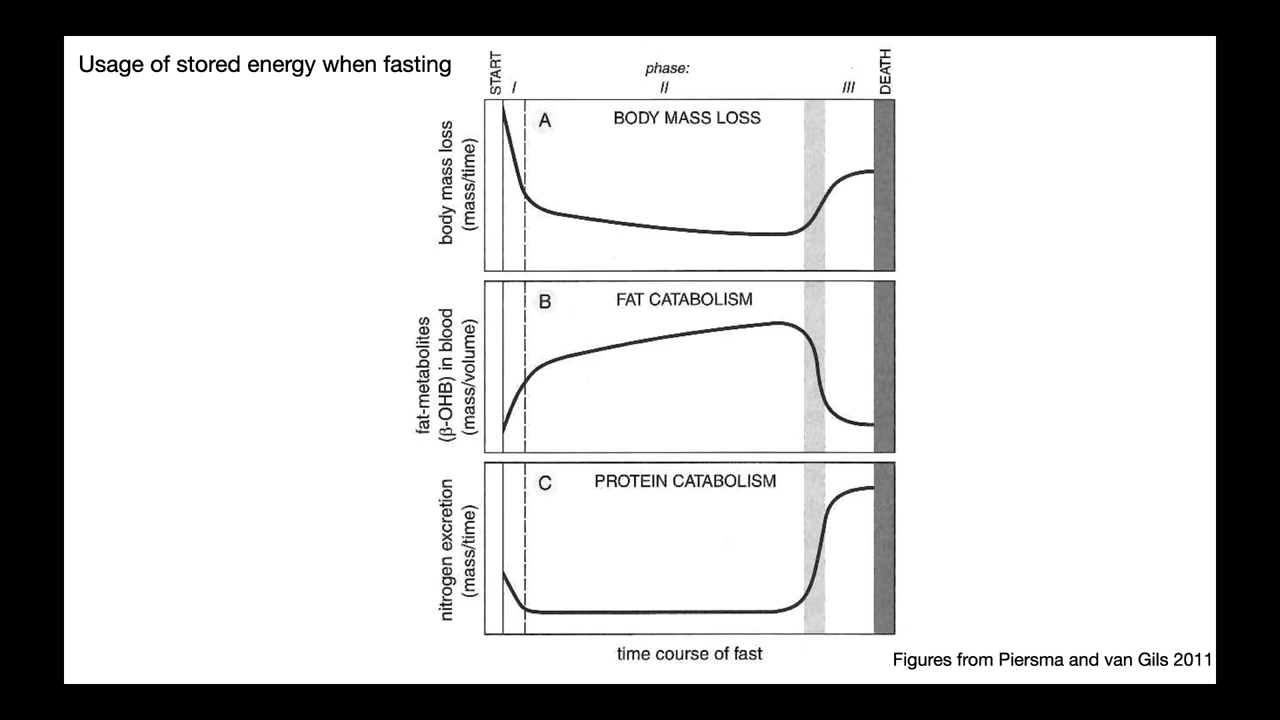 Usage of stored energy when fasting
START
phase:
I
II
III
DEATH
A
BODY MASS LOSS
body mass loss
(mass/time)
B
FAT CATABOLISM
fat-metabolites
(β-OHB) in blood
(mass/volume)
C
PROTEIN CATABOLISM
nitrogen excretion
(mass/time)
time course of fast
Figures from Piersma and van Gils 2011